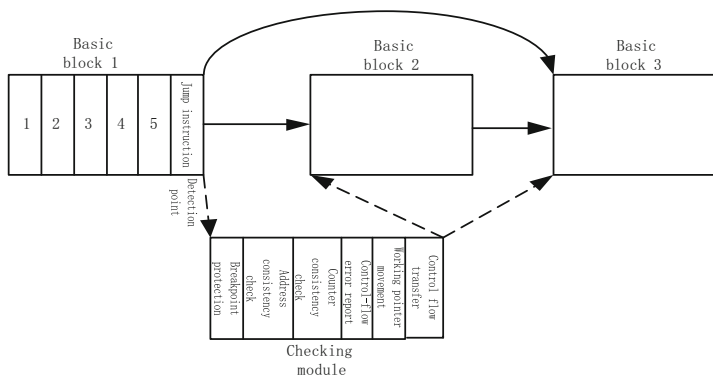 Basic
block 1
Basic
block 2
Basic
block 3
1
2
3
4
5
Jump instruction
Detection
point
Breakpoint
protection
Address
consistency
check
Counter
consistency
check
Control-flow
error report
Working pointer
movement
Control flow
transfer
Checking
module